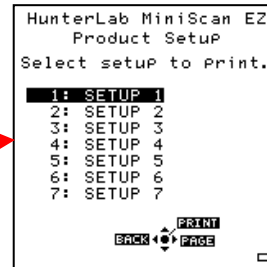 HunterLab MiniScan EZ
Product Setup
Select setup to Print.
1: SETUP 1
2: SETUP 2
3: SETUP 3
4: SETUP 4
5: SETUP 5
6: SETUP 6
7: SETUP 7
PRINT
BACK PAGE